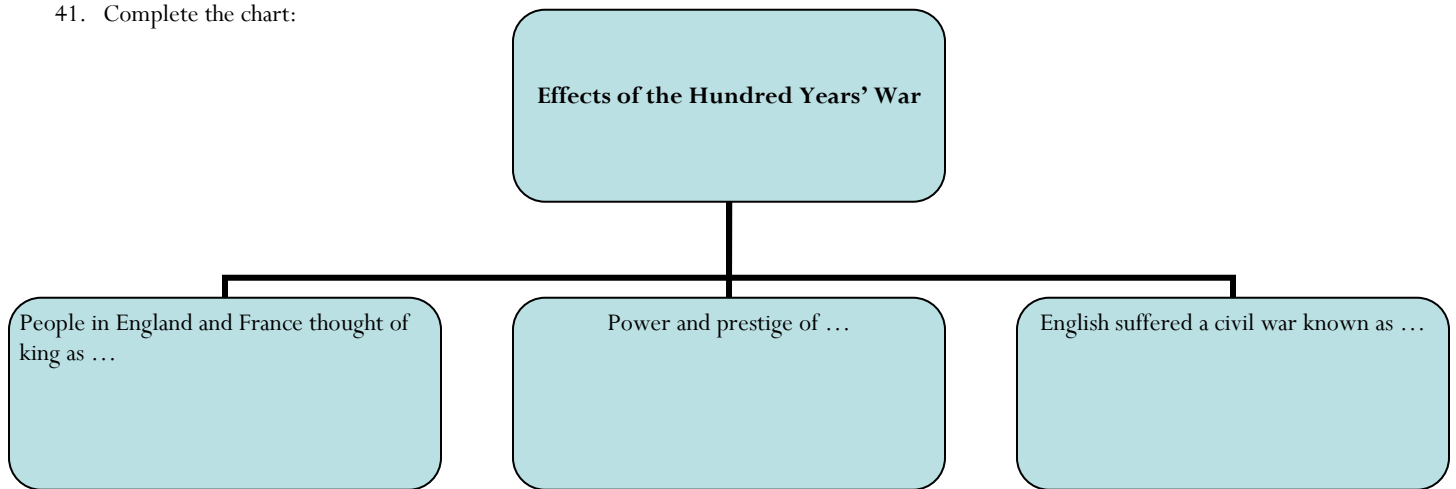 41. Complete the chart:
Effects of the Hundred Years’ War
People in England and France thought of
king as …
Power and prestige of …
English suffered a civil war known as …